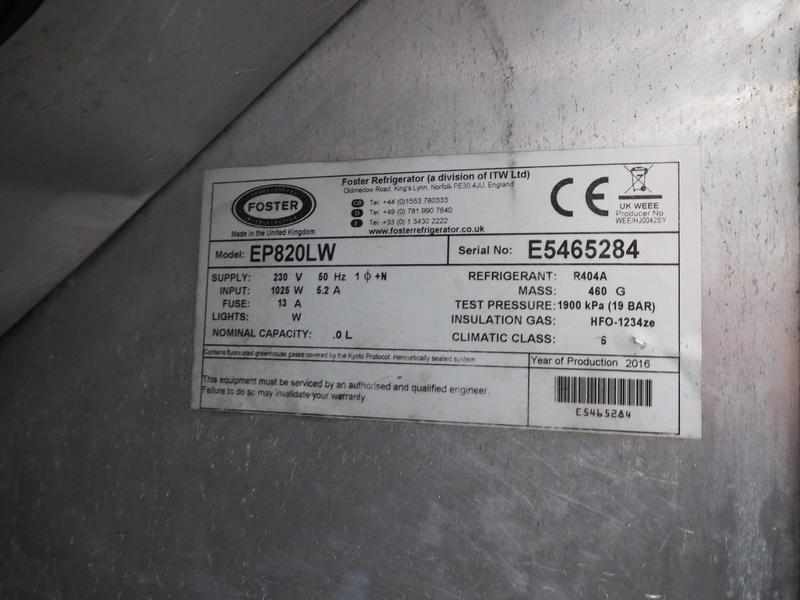 FOSTER
Made in the United Kingdom
Foster Refrigerator (a division of ITW Ltd)
Oldmedow Road, King's Lynn, Norfolk PE30 4JU, England
GB Tel. +44 (0)1553 780333
D Tel. +49 (0) 781 990 7840
F Tel. +33 (0) 1 3430 2222
www.fosterrefrigerator.co.uk
CE
UK WEEE
Producer No
WEE/HJ0042SY
Model: EP820LW
Serial No: E5465284
SUPPLY: 230 V 50 Hz 1 ϕ +N
INPUT: 1025 W 5.2 A
FUSE: 13 A
LIGHTS: W
NOMINAL CAPACITY: .0 L
REFRIGERANT: R404A
MASS: 460 G
TEST PRESSURE: 1900 kPa (19 BAR)
INSULATION GAS: HFO-1234ze
CLIMATIC CLASS: 5
Contains fluorinated greenhouse gases covered by the Kyoto Protocol. Hermetically sealed system
This equipment must be serviced by an authorised and qualified engineer.
Failure to do so may invalidate your warranty.
Year of Production 2016
E5465284